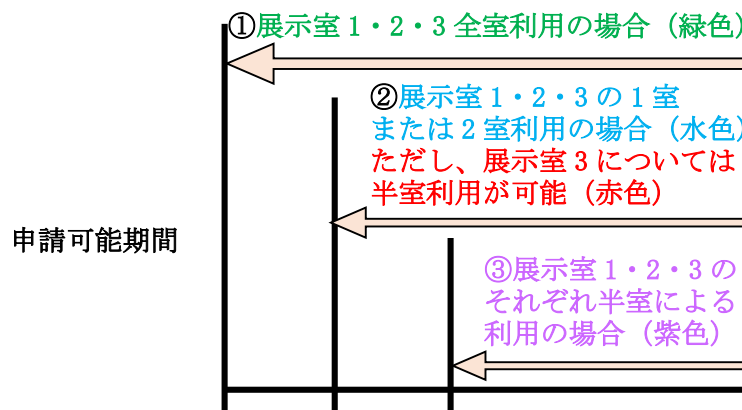 ①展示室1・2・3全室利用の場合（緑色）
②展示室1・2・3の1室
または2室利用の場合（水色）
ただし、展示室3については
半室利用が可能（赤色）
申請可能期間
③展示室1・2・3の
それぞれ半室による
利用の場合（紫色）